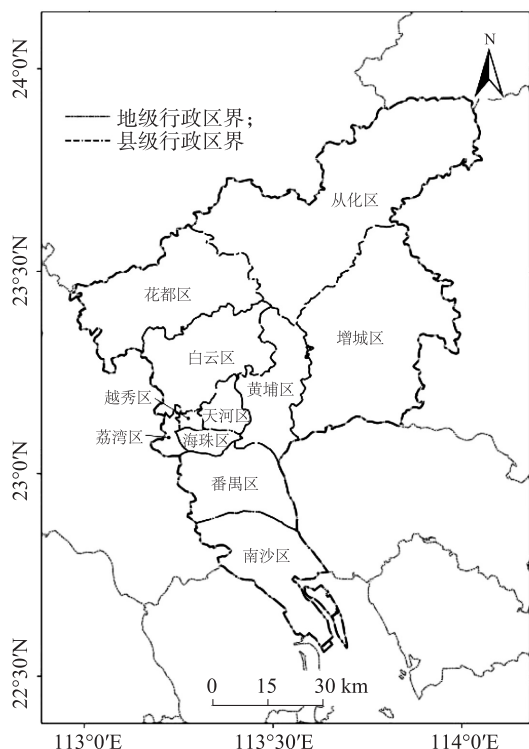 24°0′N
N
地级行政区界；
县级行政区界
从化区
23°30′N
花都区
增城区
白云区
黄埔区
越秀区
天河区
荔湾区
海珠区
23°0′N
番禺区
南沙区
22°30′N
0 15 30 km
113°0′E 113°30′E 114°0′E